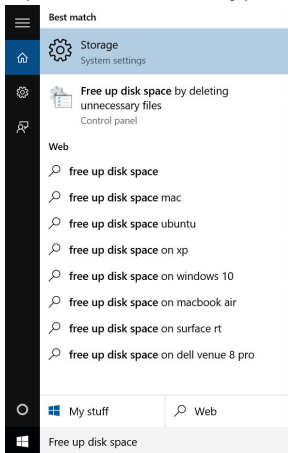 Best match
Storage
System settings
Free up disk space by deleting
unnecessary files
Control panel
Web
free up disk space
free up disk space mac
free up disk space ubuntu
free up disk space on xp
free up disk space on windows 10
free up disk space on macbook air
free up disk space on surface rt
free up disk space on dell venue 8 pro
My stuff
Web
Free up disk space